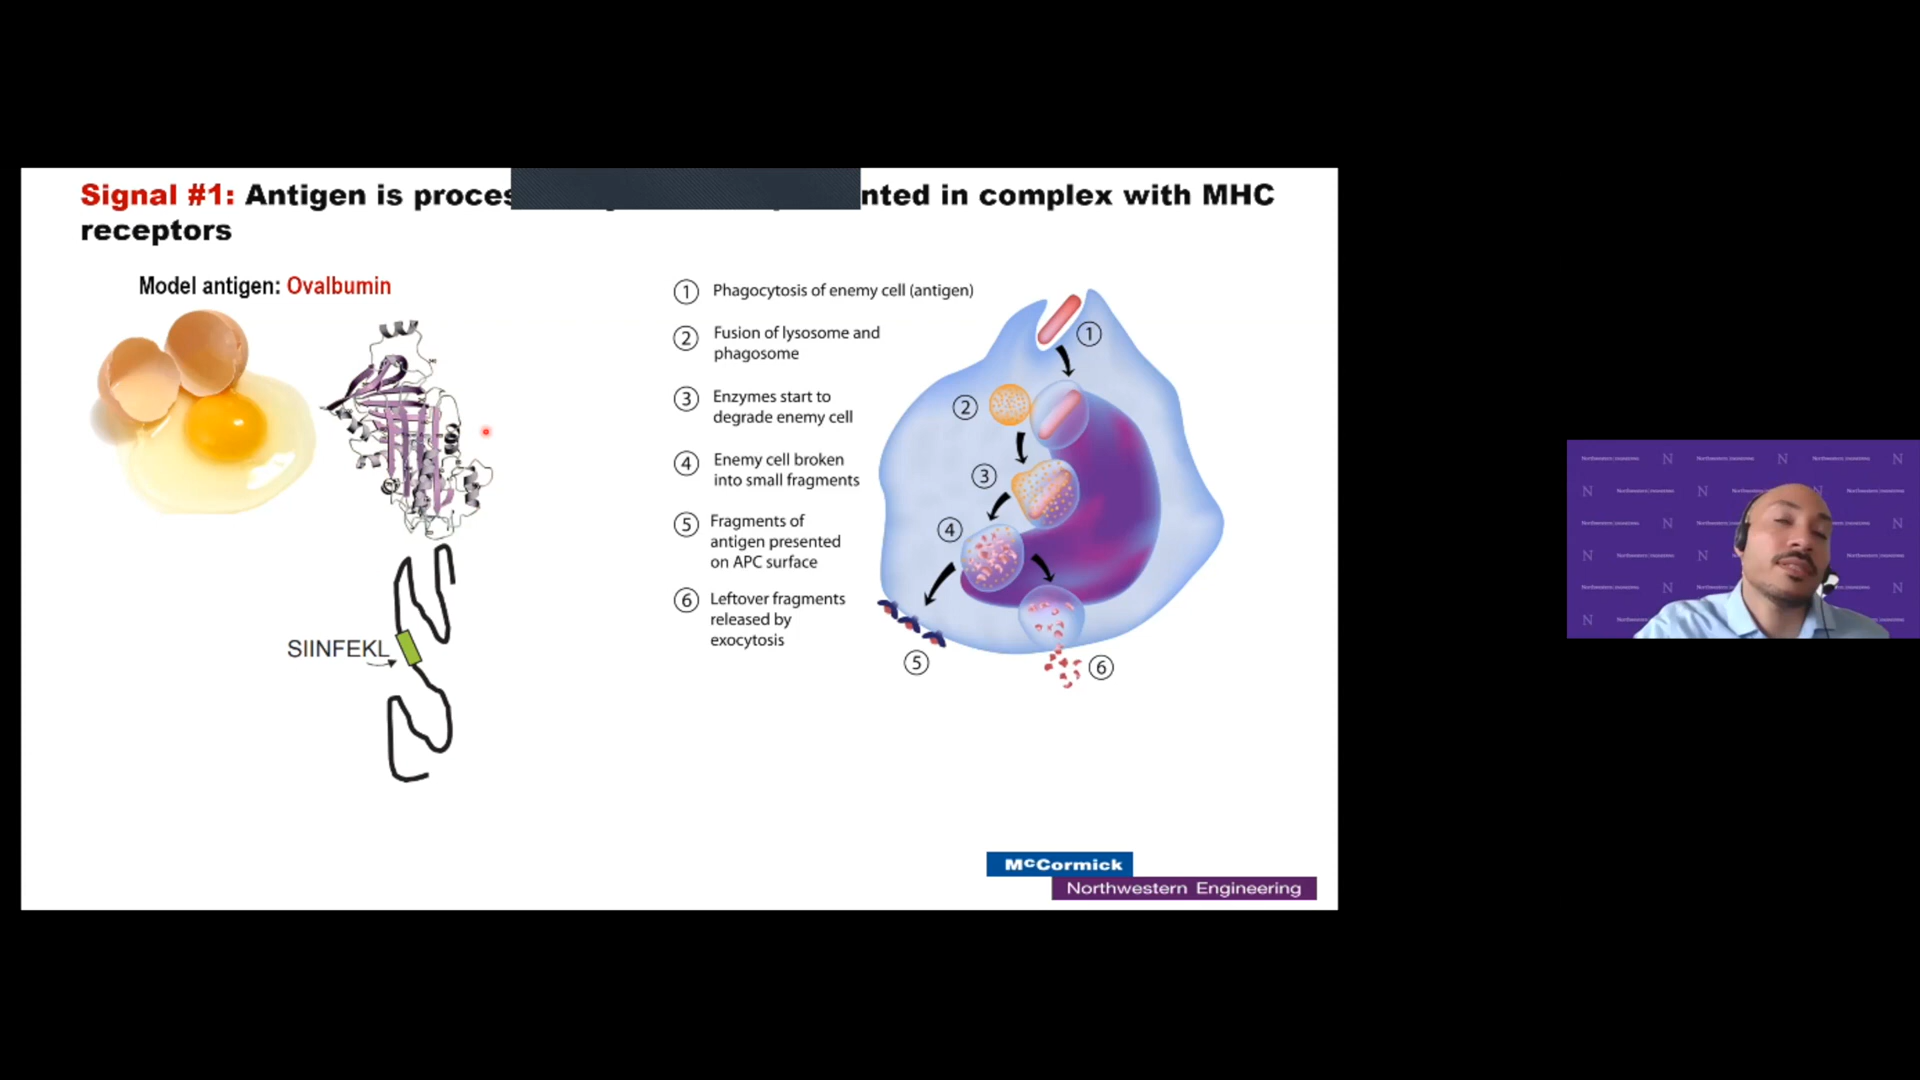 Signal #1: Antigen is proces nted in complex with MHC
receptors
Model antigen: Ovalbumin
SIINFEKL
1 Phagocytosis of enemy cell (antigen)
2 Fusion of lysosome and
phagosome
3 Enzymes start to
degrade enemy cell
4 Enemy cell broken
into small fragments
5 Fragments of
antigen presented
on APC surface
6 Leftover fragments
released by
exocytosis
1
2
3
4
5
6
McCormick
Northwestern Engineering